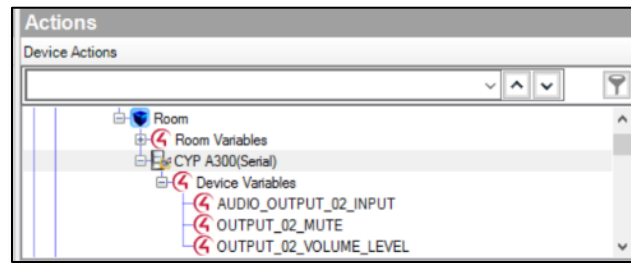 Actions
Device Actions
Room
Room Variables
CYP A300(Serial)
Device Variables
AUDIO_OUTPUT_02_INPUT
OUTPUT_02_MUTE
OUTPUT_02_VOLUME_LEVEL